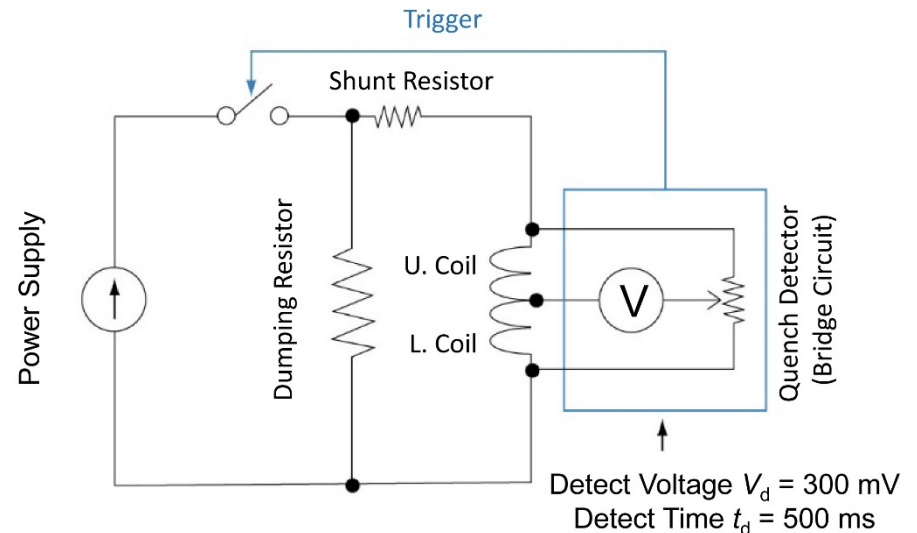 Trigger
Shunt Resistor
Power Supply
Dumping Resistor
U. Coil
L. Coil
V
Quench Detector
(Bridge Circuit)
Detect Voltage Vd = 300 mV
Detect Time td = 500 ms